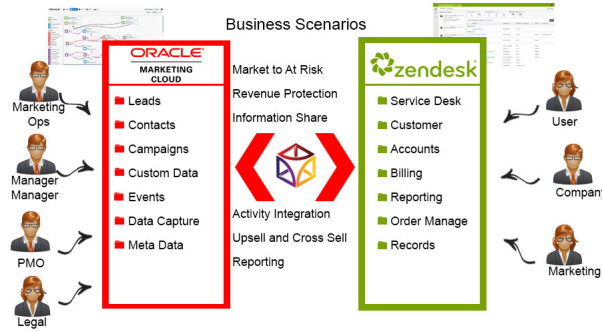 Business Scenarios
ORACLE
MARKETING
CLOUD
Leads
Contacts
Campaigns
Custom Data
Events
Data Capture
Meta Data
Marketing
Ops
Manager
Manager
PMO
Legal
Market to At Risk
Revenue Protection
Information Share
Activity Integration
Upsell and Cross Sell
Reporting
zendesk
Service Desk
Customer
Accounts
Billing
Reporting
Order Manage
Records
User
Company
Marketing